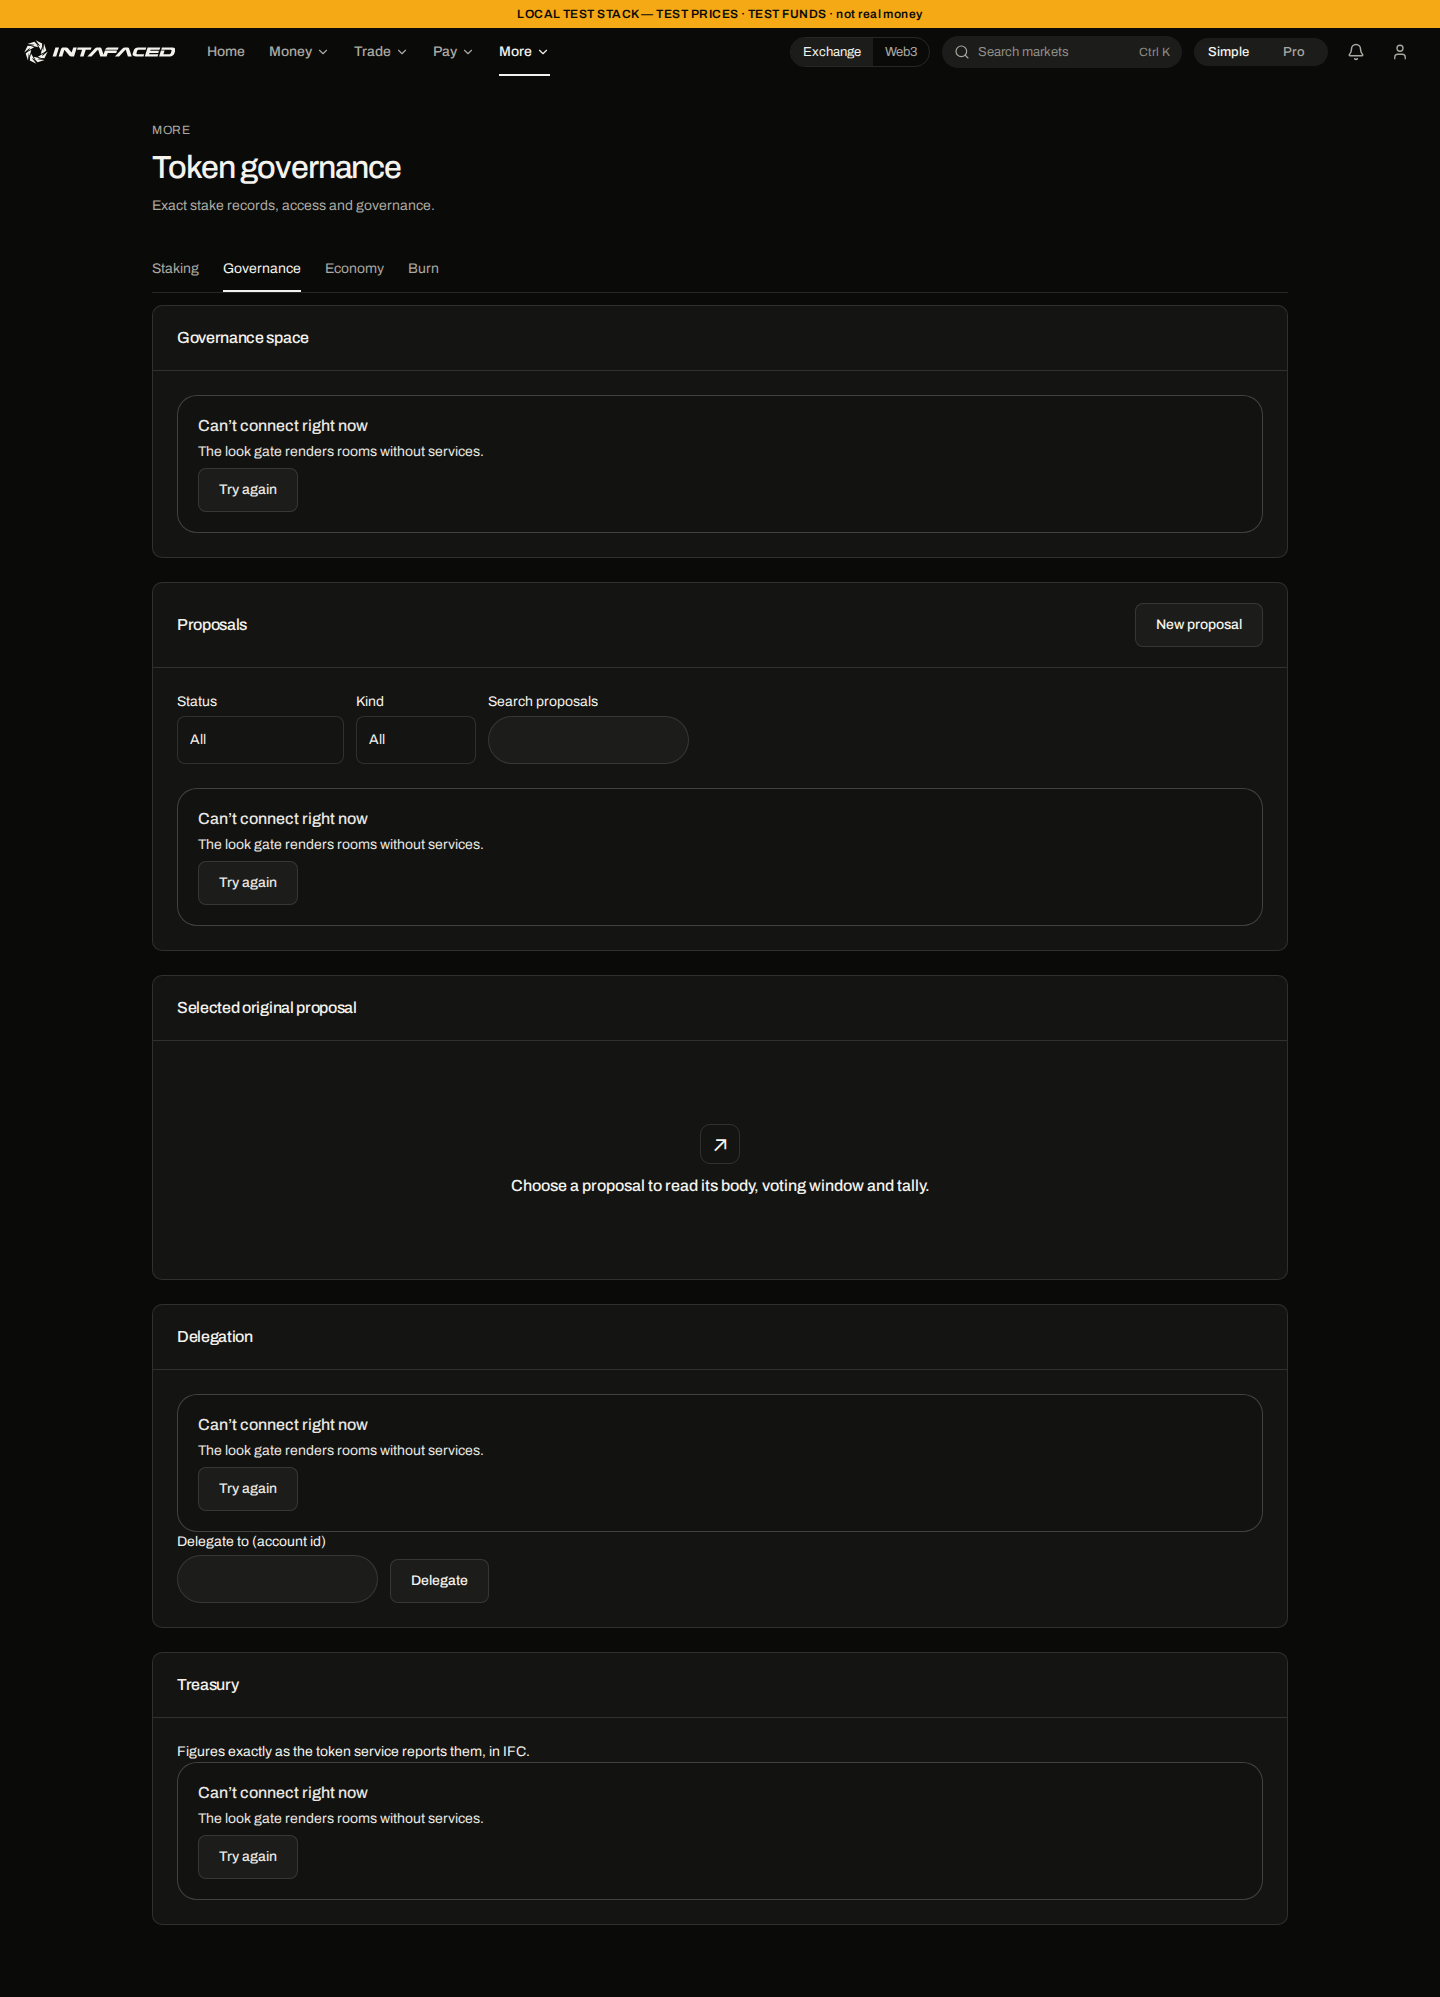 LOCAL TEST STACK — TEST PRICES · TEST FUNDS · not real money
INTAFACED Home Money Trade Pay More Exchange Web3 Search markets Ctrl K Simple Pro
MORE
Token governance
Exact stake records, access and governance.
Staking Governance Economy Burn
Governance space
Can’t connect right now
The look gate renders rooms without services.
Try again
Proposals New proposal
Status Kind Search proposals
All All
Can’t connect right now
The look gate renders rooms without services.
Try again
Selected original proposal
Choose a proposal to read its body, voting window and tally.
Delegation
Can’t connect right now
The look gate renders rooms without services.
Try again
Delegate to (account id)
Delegate
Treasury
Figures exactly as the token service reports them, in IFC.
Can’t connect right now
The look gate renders rooms without services.
Try again